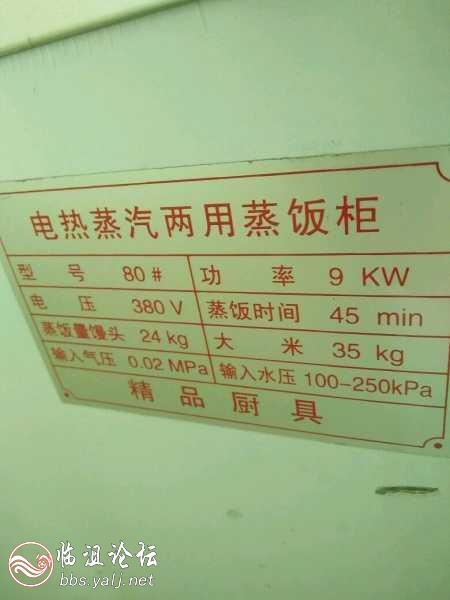 电热蒸汽两用蒸饭柜
型 号 80# 功 率 9 KW
电 压 380 V 蒸饭时间 45 min
蒸饭量馒头 24 kg 大 米 35 kg
输入气压 0.02 MPa 输入水压 100-250kPa
精 品 厨 具
临沮论坛
bbs.yalj.net